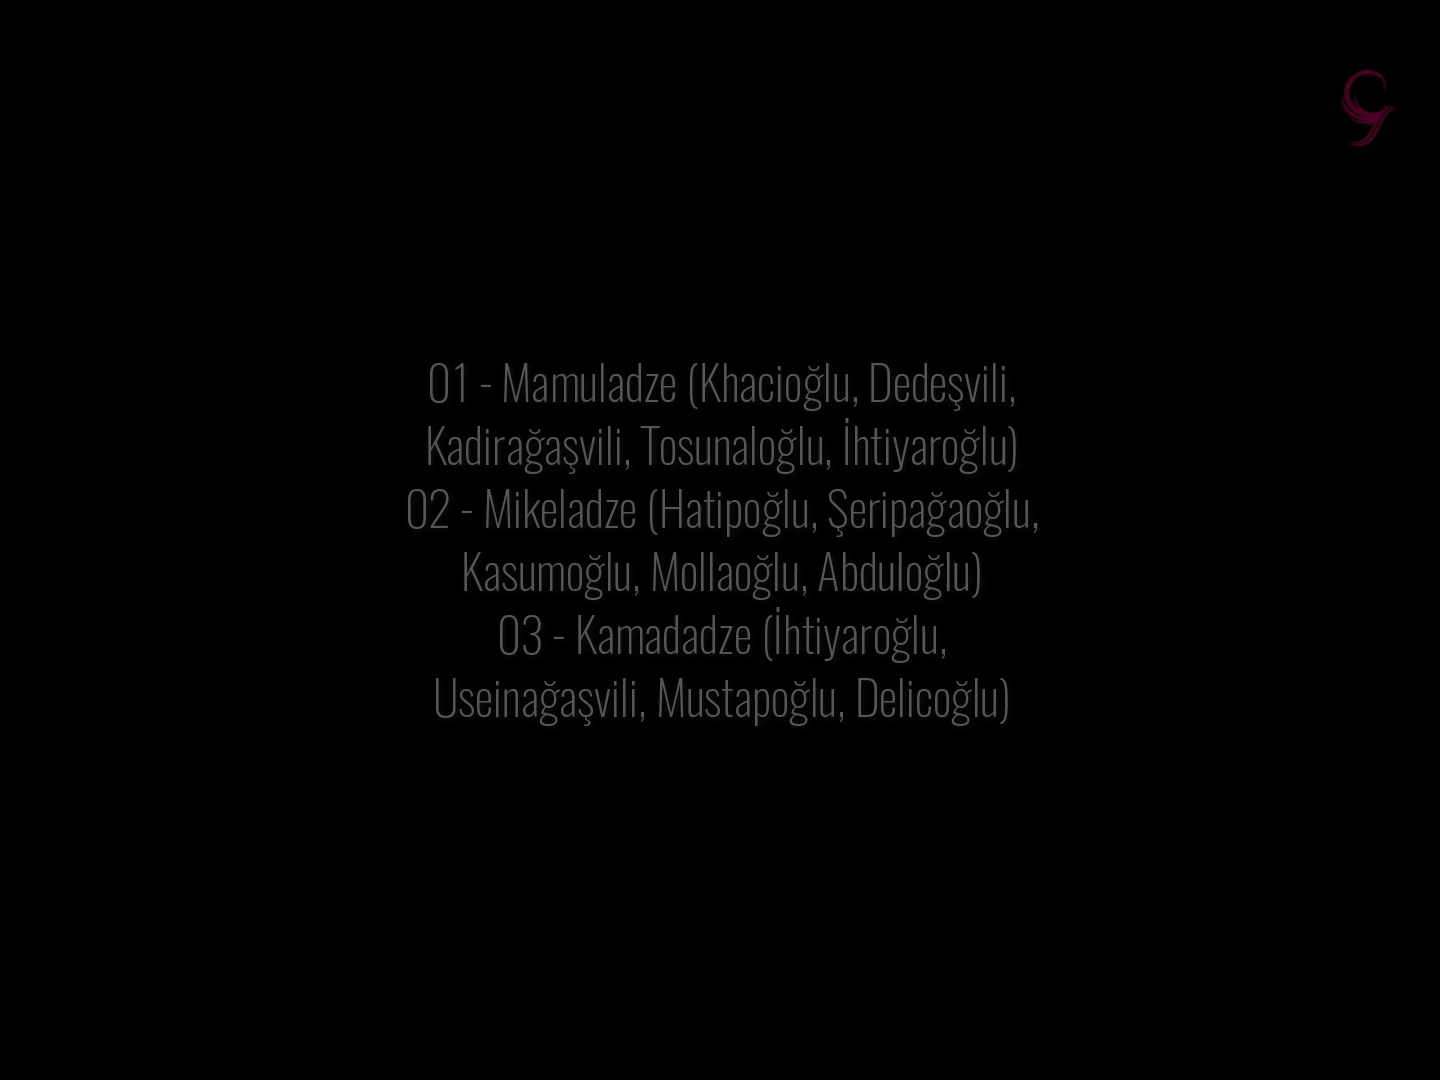 01 - Mamuladze (Khacioğlu, Dedeşvili,
Kadirağaşvili, Tosunaloğlu, İhtiyaroğlu)
02 - Mikeladze (Hatipoğlu, Şeripağaoğlu,
Kasumoğlu, Mollaoğlu, Abduloğlu)
03 - Kamadadze (İhtiyaroğlu,
Useinağaşvili, Mustapoğlu, Delicoğlu)